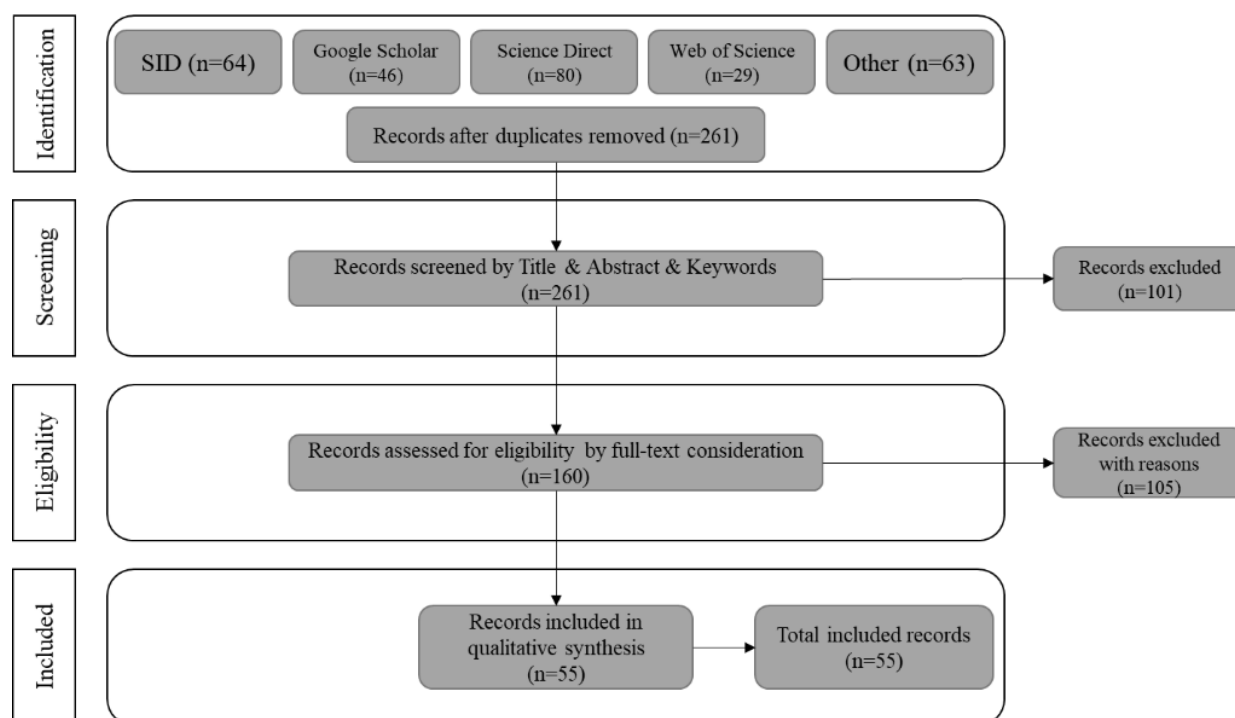 Identification
SID (n=64)
Google Scholar
(n=46)
Science Direct
(n=80)
Web of Science
(n=29)
Other (n=63)
Records after duplicates removed (n=261)
Screening
Records screened by Title & Abstract & Keywords
(n=261)
Records excluded
(n=101)
Eligibility
Records assessed for eligibility by full-text consideration
(n=160)
Records excluded
with reasons
(n=105)
Included
Records included in
qualitative synthesis
(n=55)
Total included records
(n=55)